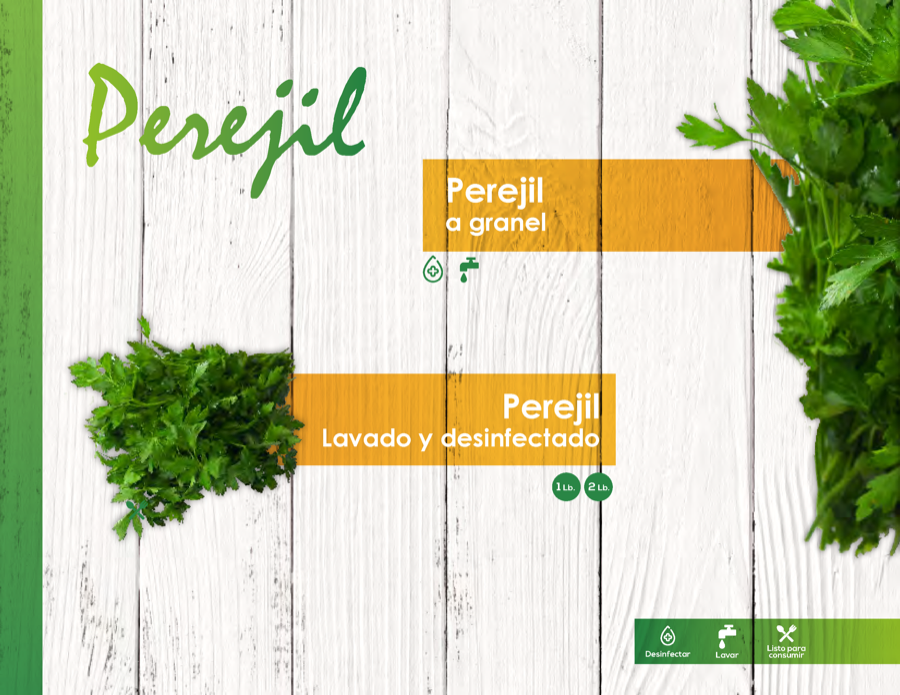 Perejil
Perejil
a granel
Perejil
Lavado y desinfectado
1 Lb. 2 Lb.
Desinfectar
Lavar
Listo para
consumir